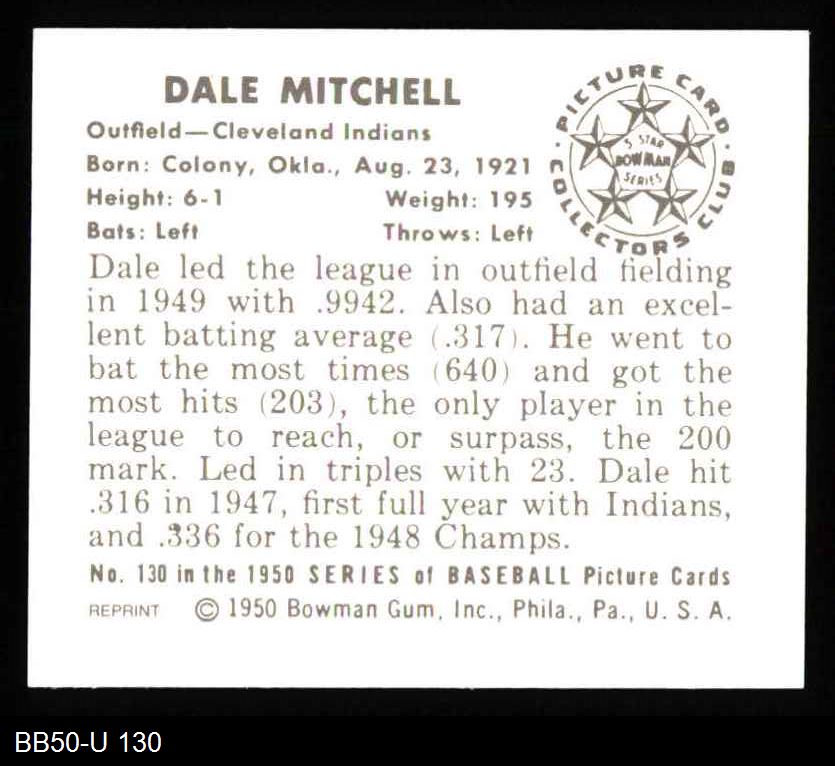 DALE MITCHELL
Outfield—Cleveland Indians
Born: Colony, Okla., Aug. 23, 1921
Height: 6-1 Weight: 195
Bats: Left Throws: Left
PICTURE CARD COLLECTORS CLUB
5 STAR
BOWMAN
SERIES
Dale led the league in outfield fielding
in 1949 with .9942. Also had an excel-
lent batting average (.317). He went to
bat the most times (640) and got the
most hits (203), the only player in the
league to reach, or surpass, the 200
mark. Led in triples with 23. Dale hit
.316 in 1947, first full year with Indians,
and .336 for the 1948 Champs.
No. 130 in the 1950 SERIES of BASEBALL Picture Cards
REPRINT © 1950 Bowman Gum, Inc., Phila., Pa., U. S. A.
BB50-U 130